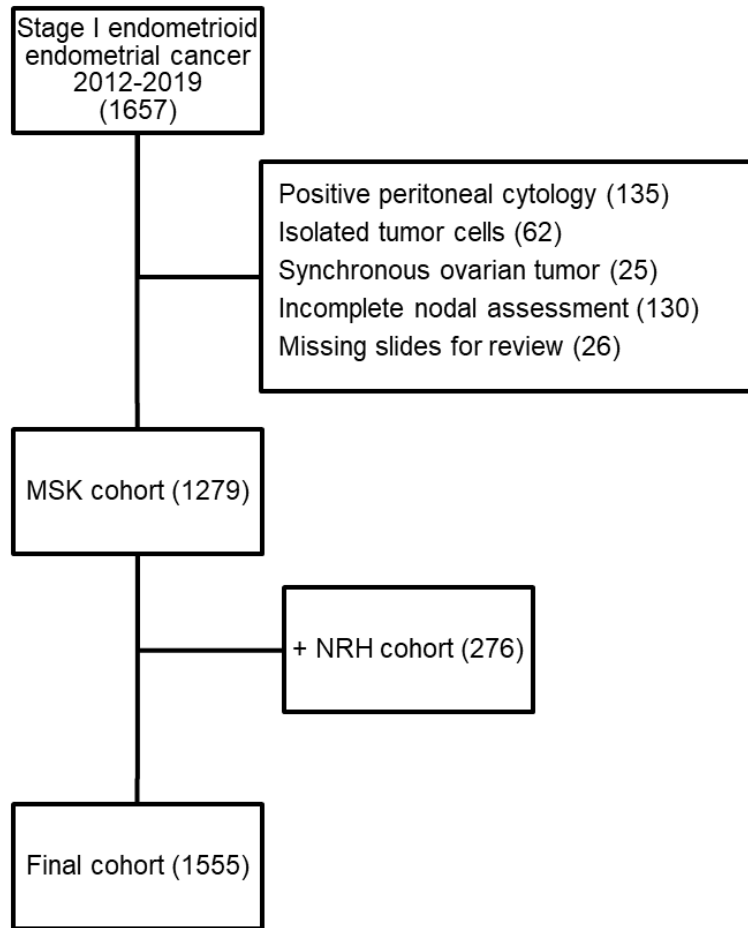 Stage I endometrioid
endometrial cancer
2012-2019
(1657)
Positive peritoneal cytology (135)
Isolated tumor cells (62)
Synchronous ovarian tumor (25)
Incomplete nodal assessment (130)
Missing slides for review (26)
MSK cohort (1279)
+ NRH cohort (276)
Final cohort (1555)